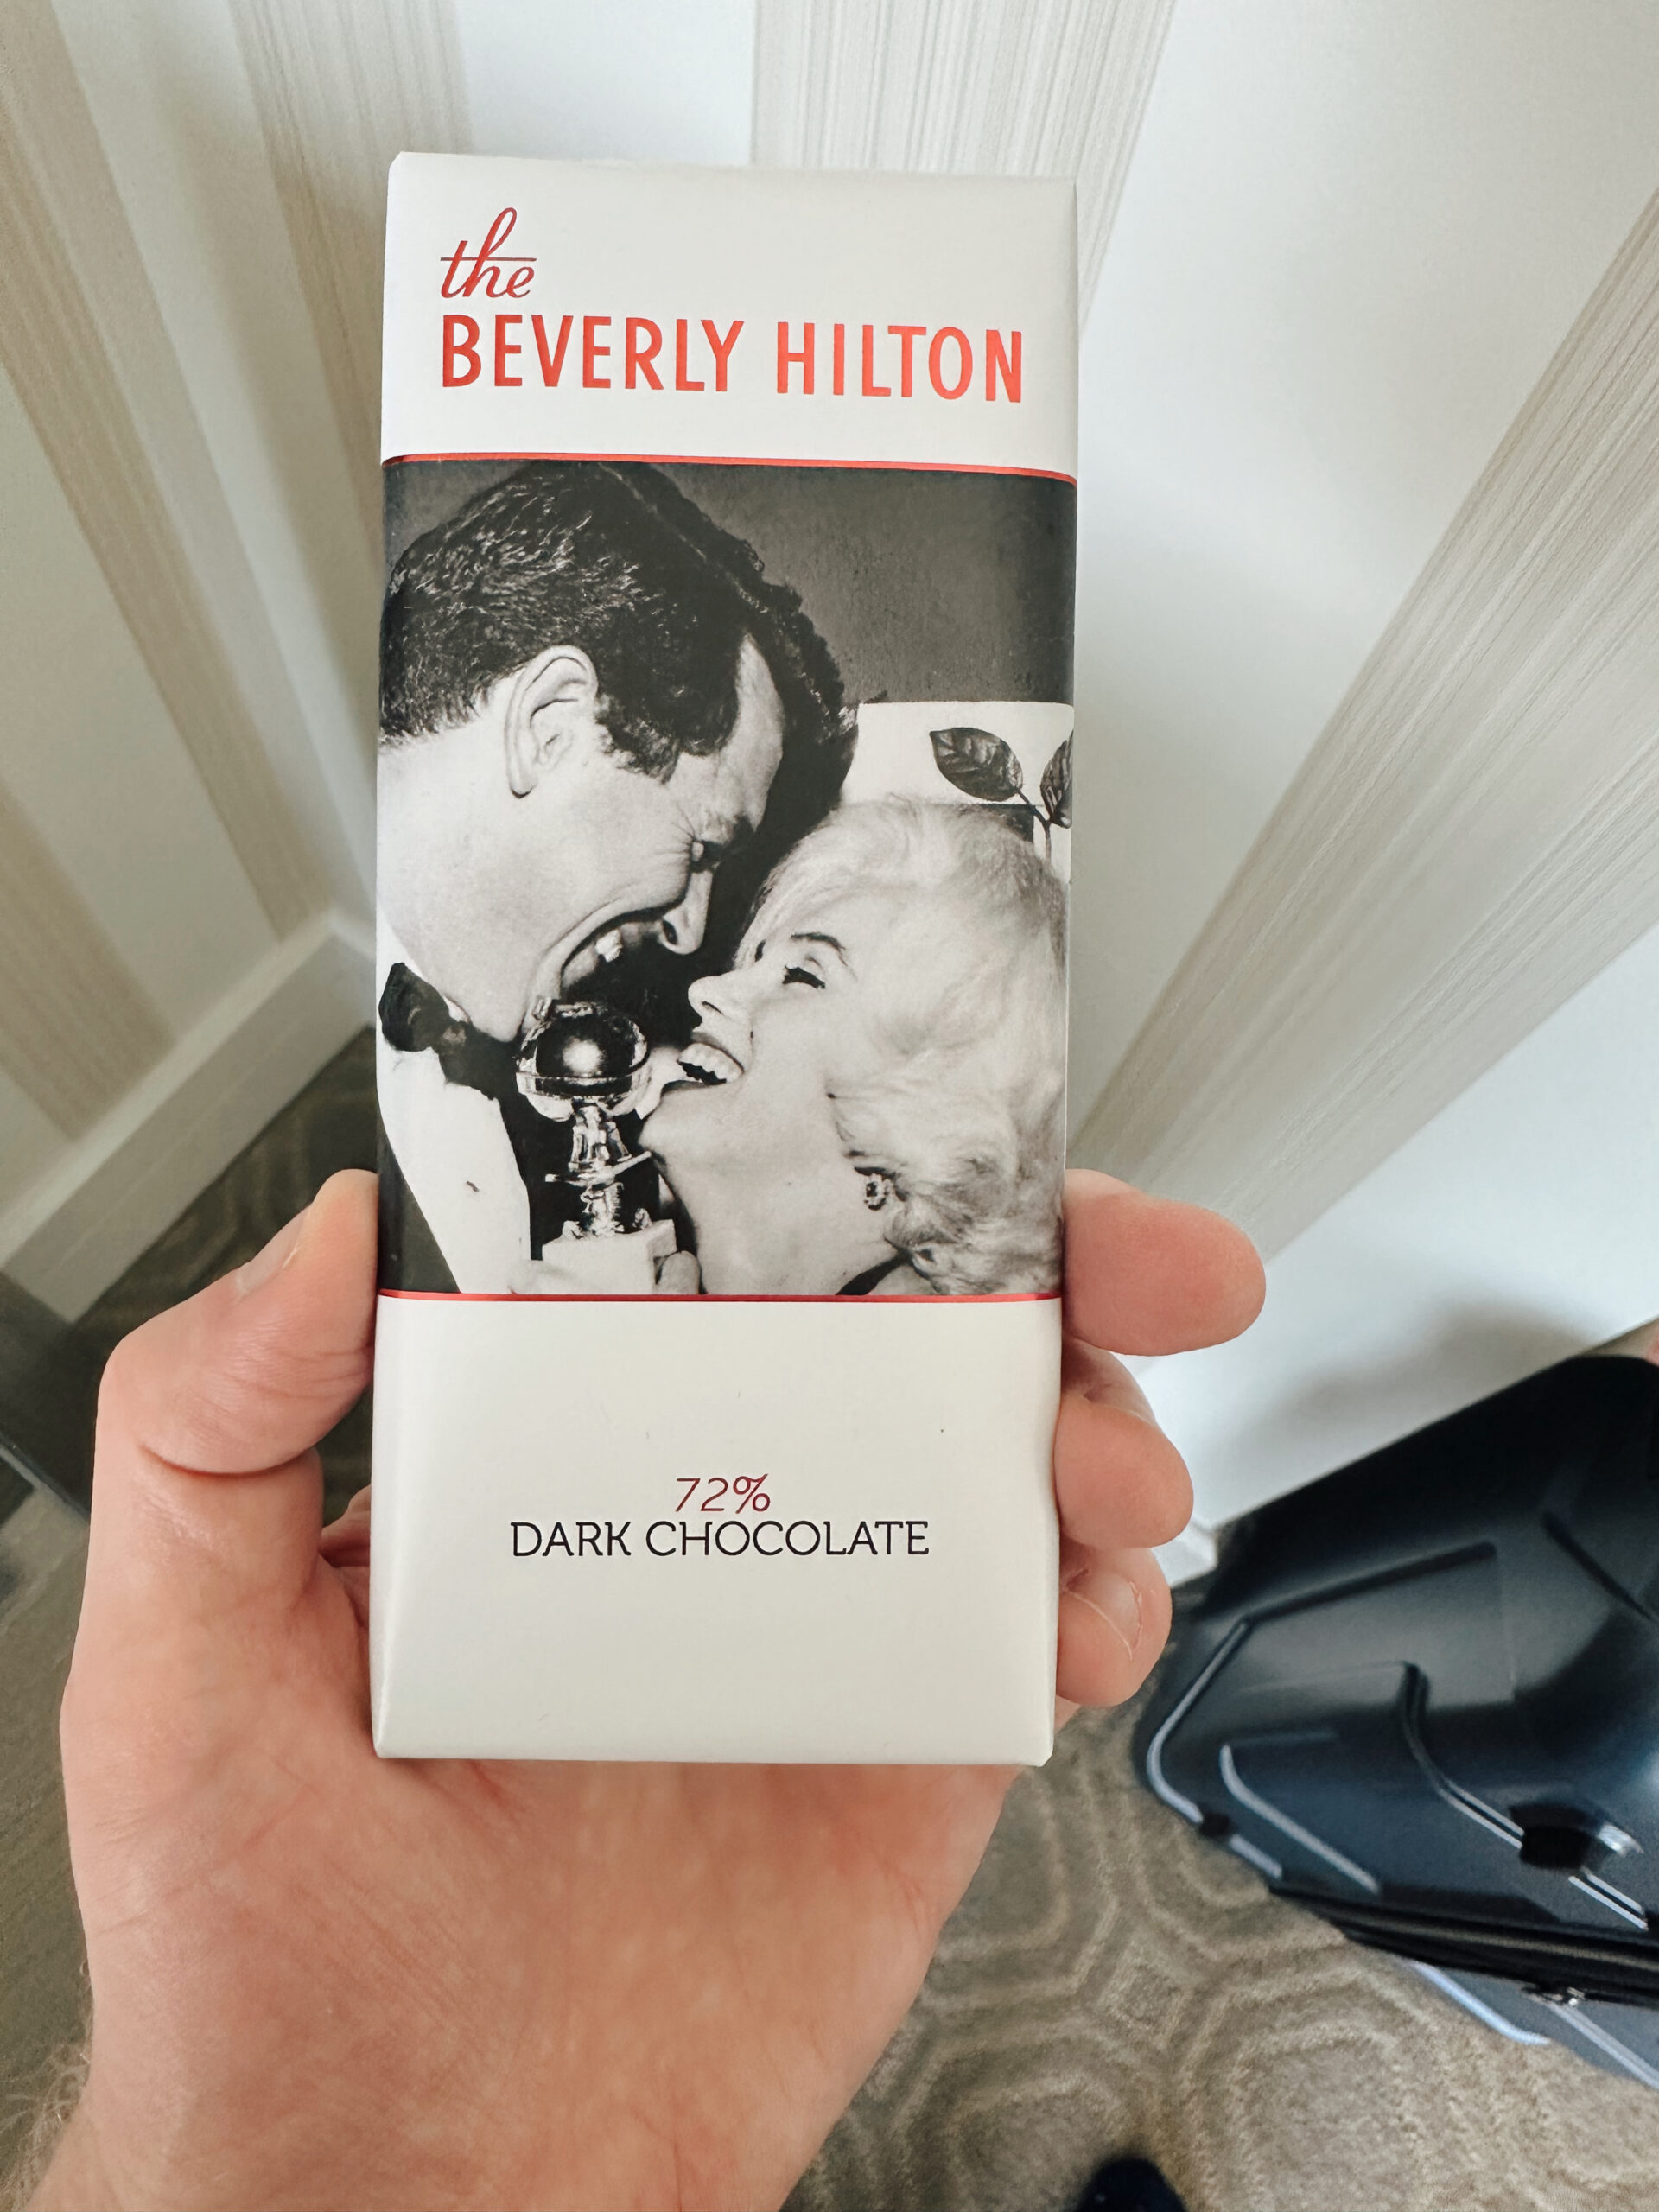 the
BEVERLY HILTON
72%
DARK CHOCOLATE